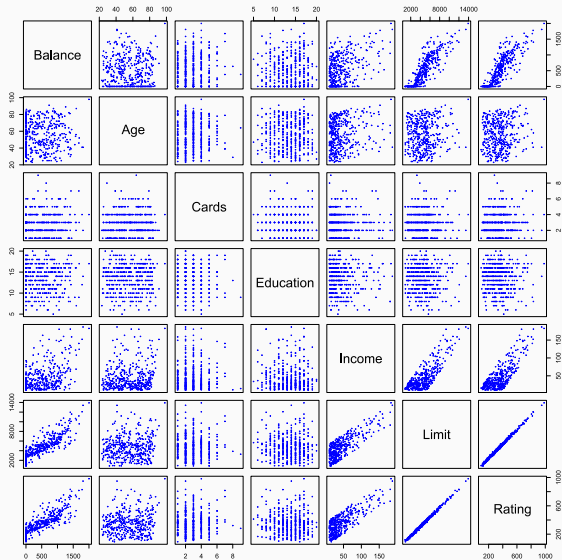 20 40 60 80 100
5 10 15 20
2000 8000 14000
Balance
0 500 1500
20 40 60 80 100
Age
Cards
2 4 6 8
5 10 15 20
Education
Income
50 100 150
2000 8000 14000
Limit
Rating
200 600 1000
0 500 1500
2 4 6 8
50 100 150
200 600 1000